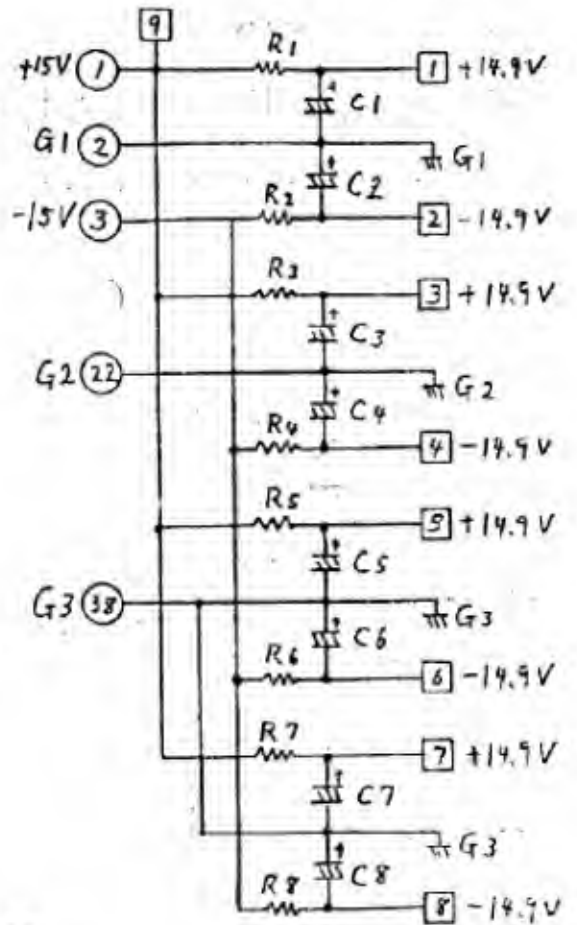 9
R1
+15V 1 1 +14.9V
+ C1
G1 2 G1
+ C2
R2
-15V 3 2 -14.9V
R3
3 +14.9V
+ C3
G2 22 G2
+ C4
R4
4 -14.9V
R5
5 +14.9V
+ C5
G3 38 G3
+ C6
R6
6 -14.9V
R7
7 +14.9V
+ C7
G3
+ C8
R8
8 -14.9V